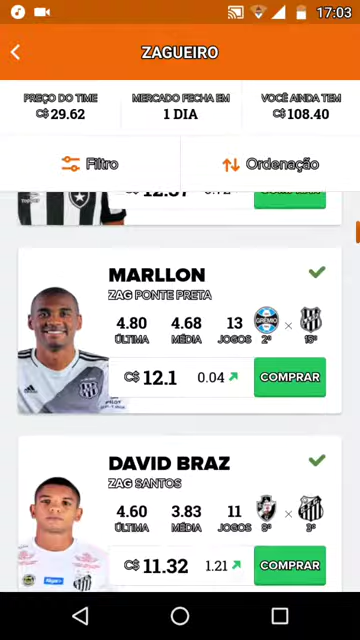 17:03
ZAGUEIRO
PREÇO DO TIME
C$ 29.62
MERCADO FECHA EM
1 DIA
VOCÊ AINDA TEM
C$ 108.40
Filtro
Ordenação
MARLLON
ZAG PONTE PRETA
4.80 4.68 13
ÚLTIMA MÉDIA JOGOS
2º × 15º
C$ 12.1 0.04 COMPRAR
DAVID BRAZ
ZAG SANTOS
4.60 3.83 11
ÚLTIMA MÉDIA JOGOS
× 3º
C$ 11.32 1.21 COMPRAR